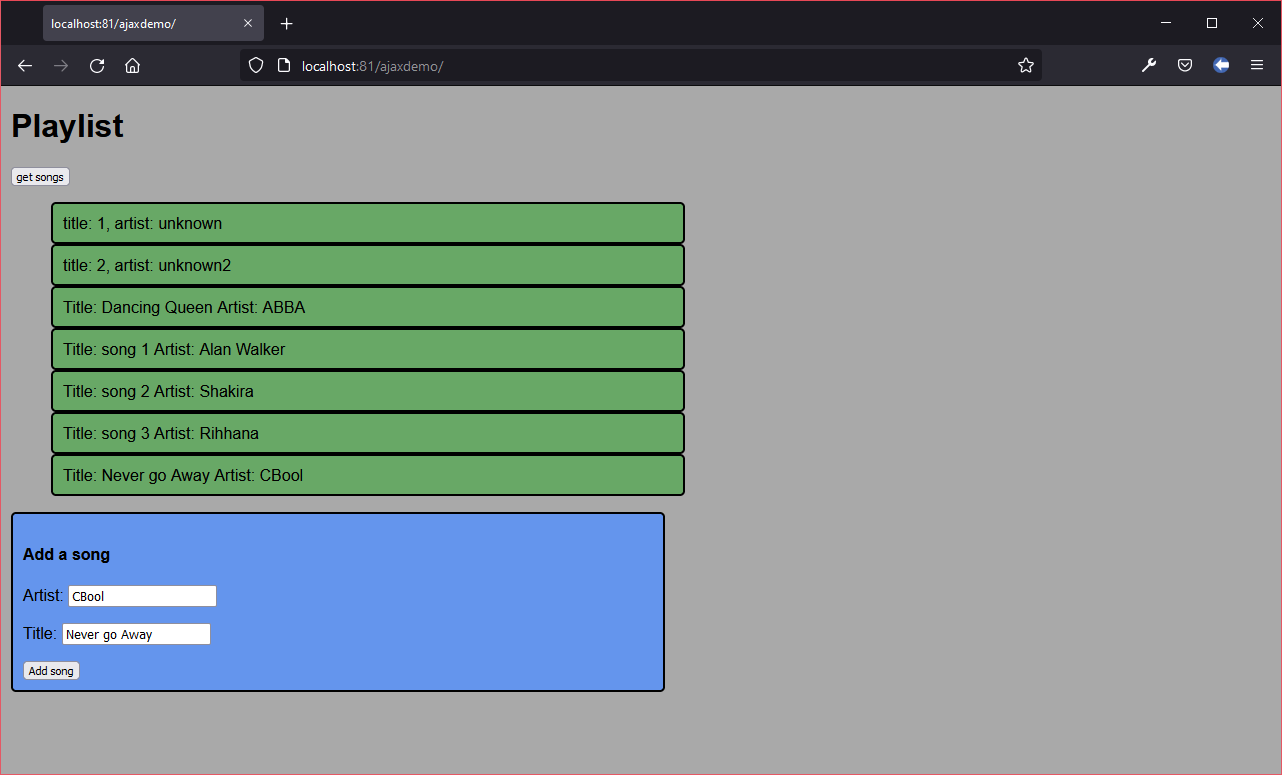 localhost:81/ajaxdemo/
localhost:81/ajaxdemo/
Playlist
get songs
title: 1, artist: unknown
title: 2, artist: unknown2
Title: Dancing Queen Artist: ABBA
Title: song 1 Artist: Alan Walker
Title: song 2 Artist: Shakira
Title: song 3 Artist: Rihhana
Title: Never go Away Artist: CBool
Add a song
Artist: CBool
Title: Never go Away
Add song